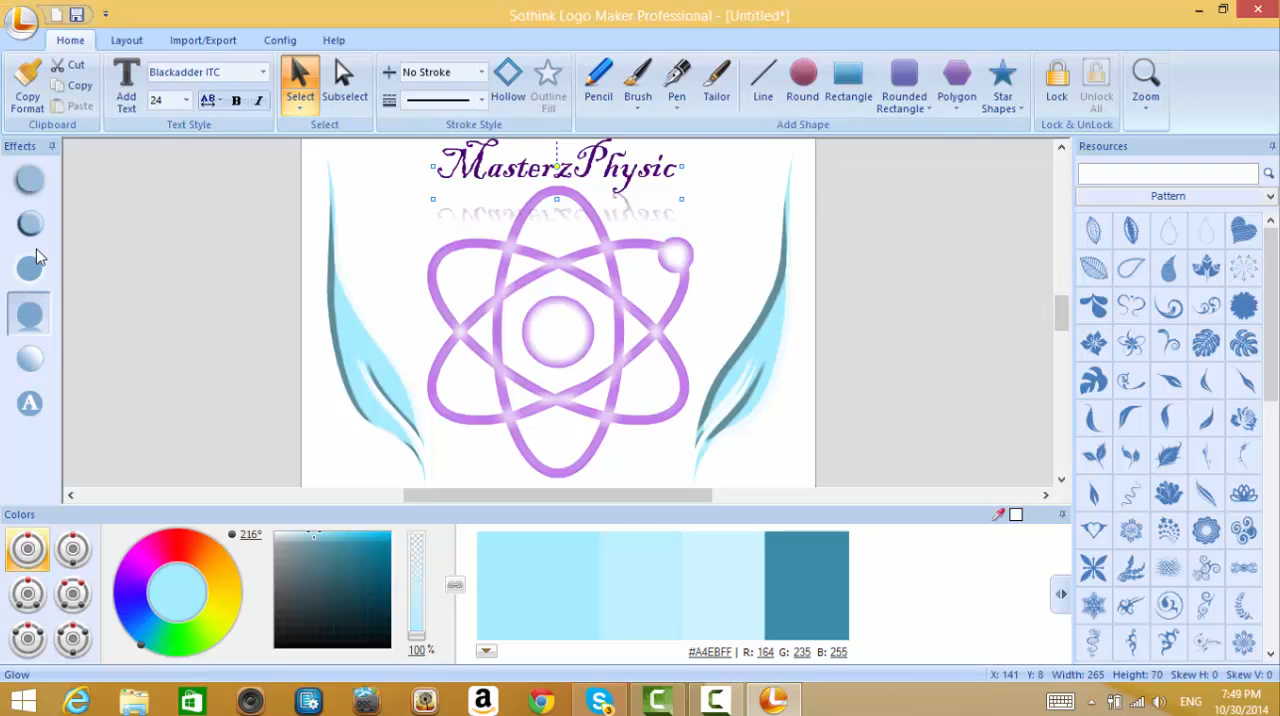 Sothink Logo Maker Professional - [Untitled*]
Home
Layout
Import/Export
Config
Help
Copy Format
Cut
Copy
Paste
Clipboard
Add Text
Blackadder ITC
24
AB
B
I
Text Style
Select
Subselect
Select
No Stroke
Hollow
Outline Fill
Stroke Style
Pencil
Brush
Pen
Tailor
Line
Round
Rectangle
Rounded Rectangle
Polygon
Star Shapes
Add Shape
Lock
Unlock All
Lock & UnLock
Zoom
Effects
A
MasterzPhysic
MasterzPhysic
Resources
Pattern
Colors
216°
100 %
#A4EBFF | R: 164 G: 235 B: 255
Glow
X: 141 Y: 8 Width: 265 Height: 70 Skew H: 0 Skew V: 0
DOC
a
S
3
C
C
ENG
7:49 PM
10/30/2014